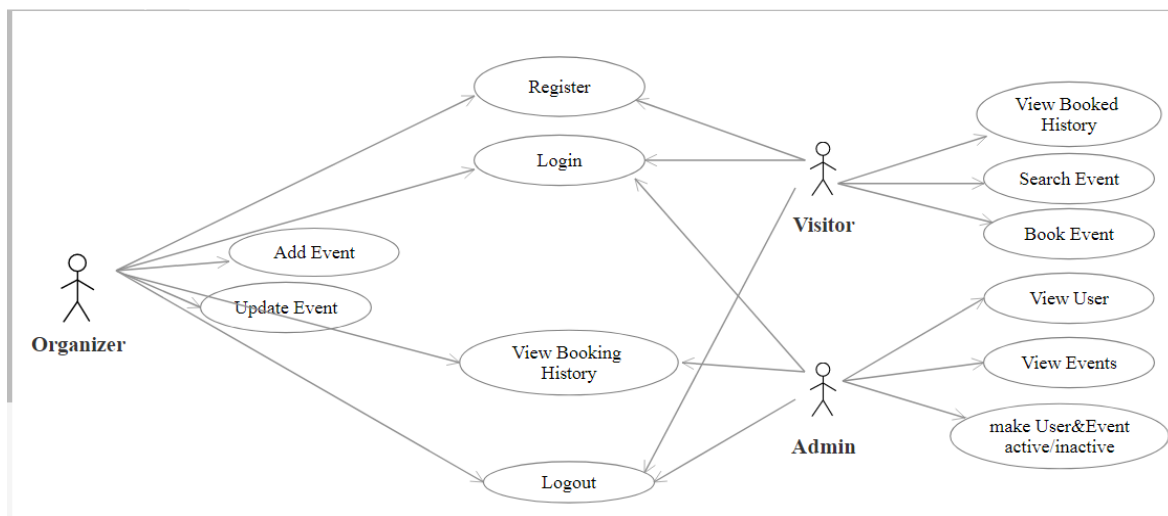 Register
View Booked
History
Login
Search Event
Visitor
Book Event
Add Event
Update Event
Organizer
View User
View Booking
History
View Events
make User&Event
active/inactive
Admin
Logout